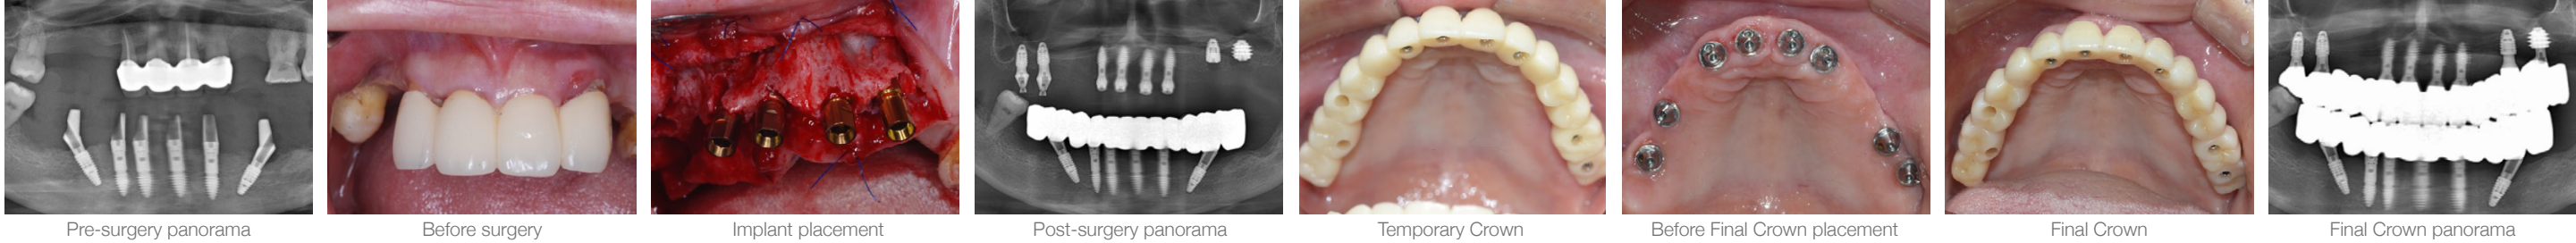 Pre-surgery panorama
Before surgery
Implant placement
Post-surgery panorama
Temporary Crown
Before Final Crown placement
Final Crown
Final Crown panorama